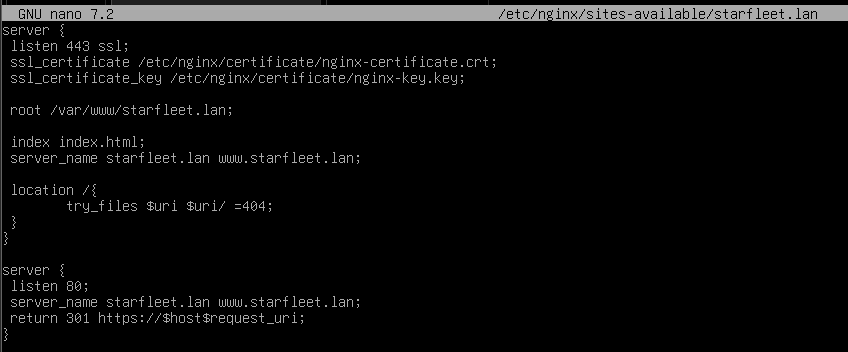 GNU nano 7.2 /etc/nginx/sites-available/starfleet.lan
server {
listen 443 ssl;
ssl_certificate /etc/nginx/certificate/nginx-certificate.crt;
ssl_certificate_key /etc/nginx/certificate/nginx-key.key;
root /var/www/starfleet.lan;
index index.html;
server_name starfleet.lan www.starfleet.lan;
location /{
try_files $uri $uri/ =404;
}
}
server {
listen 80;
server_name starfleet.lan www.starfleet.lan;
return 301 https://$host$request_uri;
}